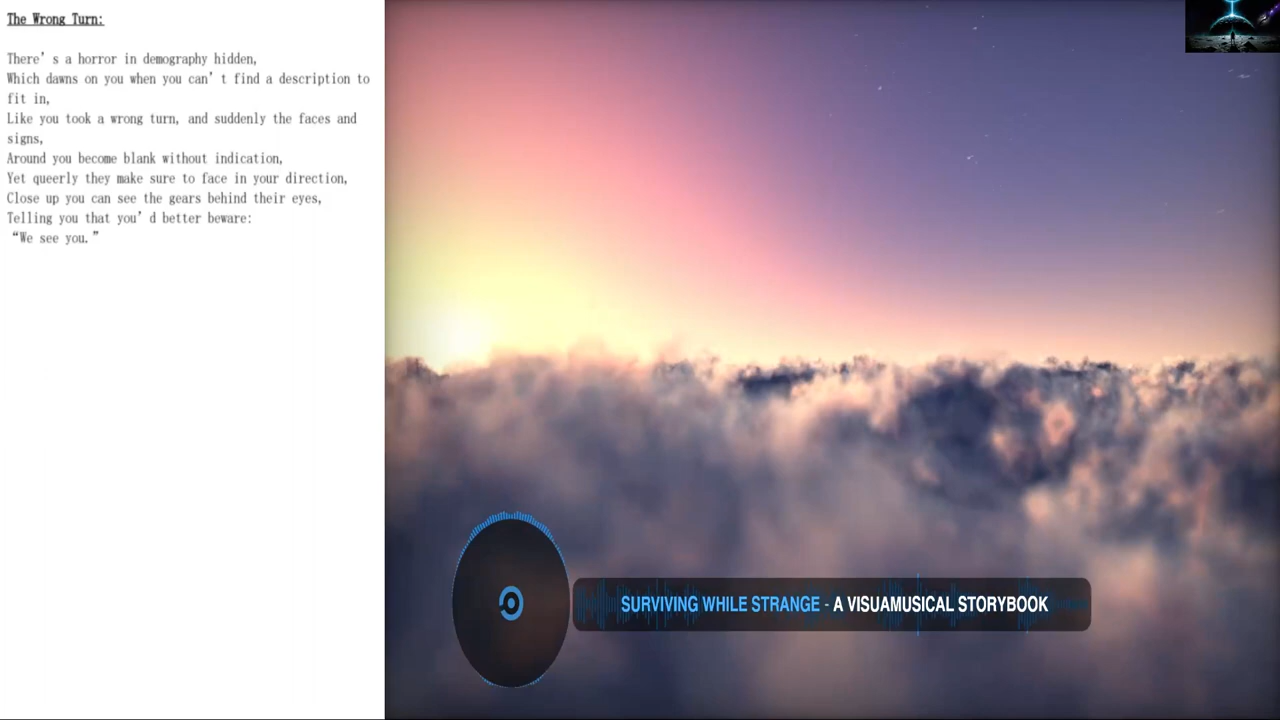 The Wrong Turn:
There’s a horror in demography hidden,
Which dawns on you when you can’t find a description to
fit in,
Like you took a wrong turn, and suddenly the faces and
signs,
Around you become blank without indication,
Yet queerly they make sure to face in your direction,
Close up you can see the gears behind their eyes,
Telling you that you’d better beware:
“We see you.”
SURVIVING WHILE STRANGE - A VISUAMUSICAL STORYBOOK